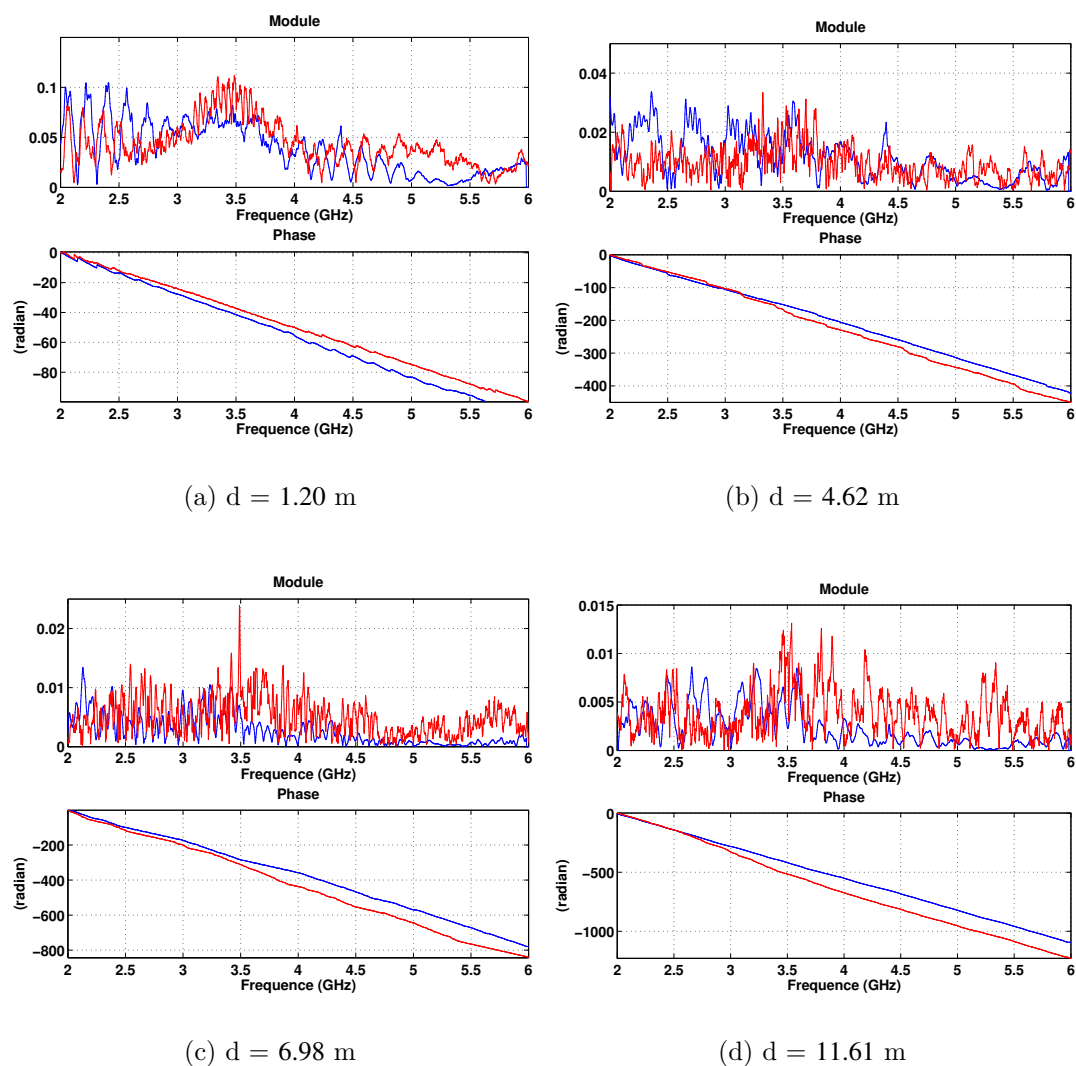 Module
0.1
0.05
0
2 2.5 3 3.5 4 4.5 5 5.5 6
Frequence (GHz)
Phase
0
−20
−40
−60
−80
(radian)
2 2.5 3 3.5 4 4.5 5 5.5 6
Frequence (GHz)
(a) d = 1.20 m
Module
0.04
0.02
0
2 2.5 3 3.5 4 4.5 5 5.5 6
Frequence (GHz)
Phase
0
−100
−200
−300
−400
(radian)
2 2.5 3 3.5 4 4.5 5 5.5 6
Frequence (GHz)
(b) d = 4.62 m
Module
0.02
0.01
0
2 2.5 3 3.5 4 4.5 5 5.5 6
Frequence (GHz)
Phase
−200
−400
−600
−800
(radian)
2 2.5 3 3.5 4 4.5 5 5.5 6
Frequence (GHz)
(c) d = 6.98 m
Module
0.015
0.01
0.005
0
2 2.5 3 3.5 4 4.5 5 5.5 6
Frequence (GHz)
Phase
0
−500
−1000
(radian)
2 2.5 3 3.5 4 4.5 5 5.5 6
Frequence (GHz)
(d) d = 11.61 m